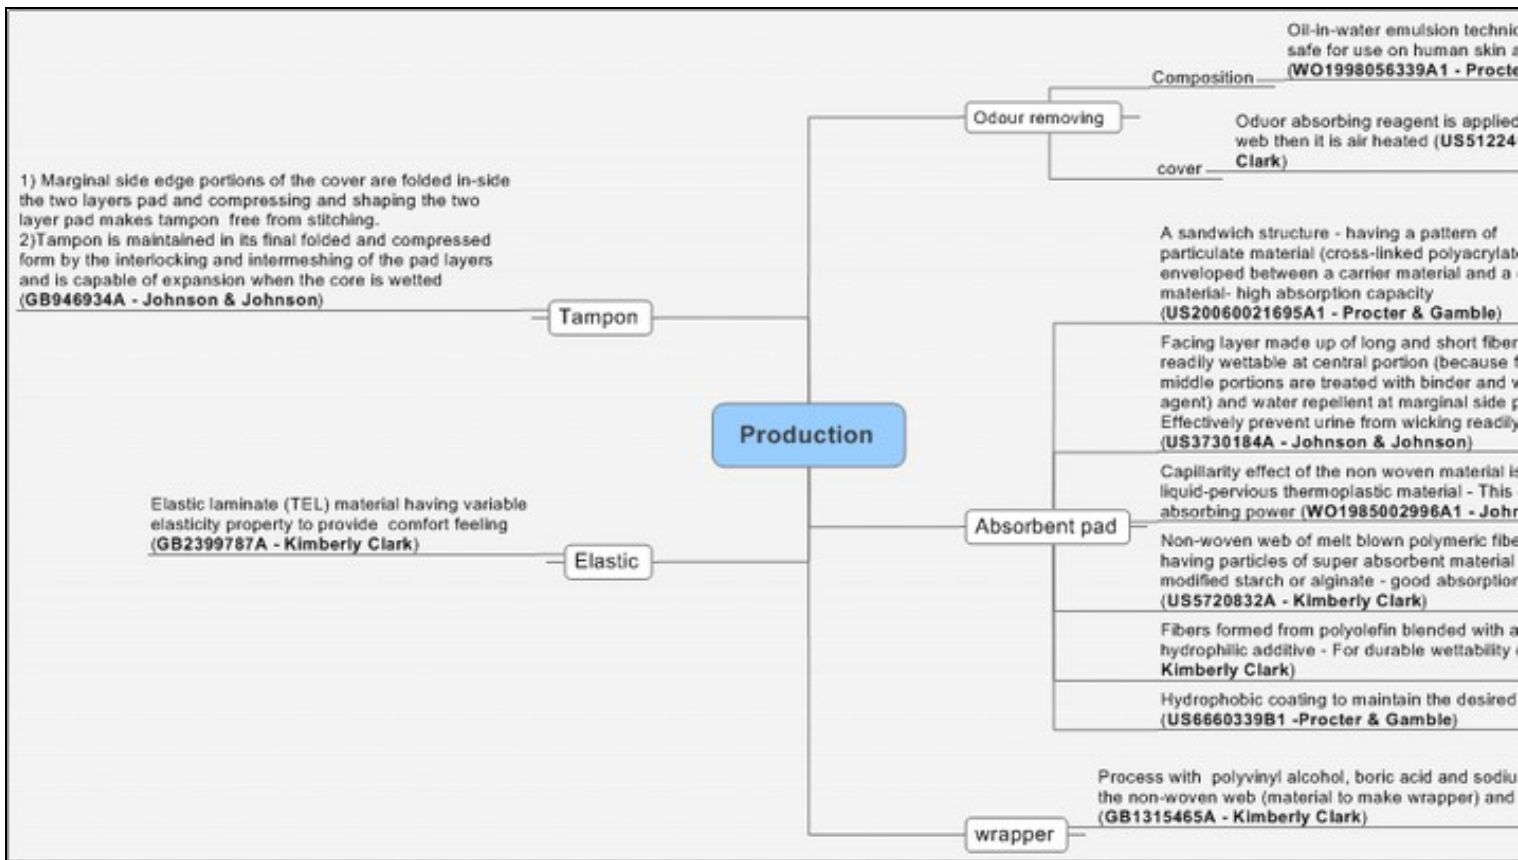 Oil-in-water emulsion
safe for use on human skin
(WO1998056339A1 -
Composition
Odour removing
Oduor absorbing reagent is applied
web then it is air heated
Clark)
cover
1) Marginal side edge portions of the cover are folded in-side
the two layers pad and compressing and shaping the two
layer pad makes tampon free from stitching.
2)Tampon is maintained in its final folded and compressed
form by the interlocking and intermeshing of the pad layers
and is capable of expansion when the core is wetted
(GB946934A - Johnson & Johnson)
Tampon
Production
Elastic laminate (TEL) material having variable
elasticity property to provide comfort feeling
(GB2399787A - Kimberly Clark)
Elastic
A sandwich structure - having a pattern of
particulate material (cross-linked
enveloped between a carrier material and a
material- high absorption capacity
(US20060021695A1 - Procter & Gamble)
Facing layer made up of long and short
readily wettable at central portion (because
middle portions are treated with binder and
agent) and water repellent at marginal side
Effectively prevent urine from wicking readily
(US3730184A - Johnson & Johnson)
Capillarity effect of the non woven material
liquid-pervious thermoplastic material - This
absorbing power (WO1985002996A1 -
Absorbent pad
Non-woven web of melt blown polymeric
having particles of super absorbent material
modified starch or alginate - good absorption
(US5720832A - Kimberly Clark)
Fibers formed from polyolefin blended with
hydrophilic additive - For durable wettability
Kimberly Clark)
Hydrophobic coating to maintain the desired
(US6660339B1 -Procter & Gamble)
Process with polyvinyl alcohol, boric acid and
the non-woven web (material to make wrapper) and
(GB1315465A - Kimberly Clark)
wrapper